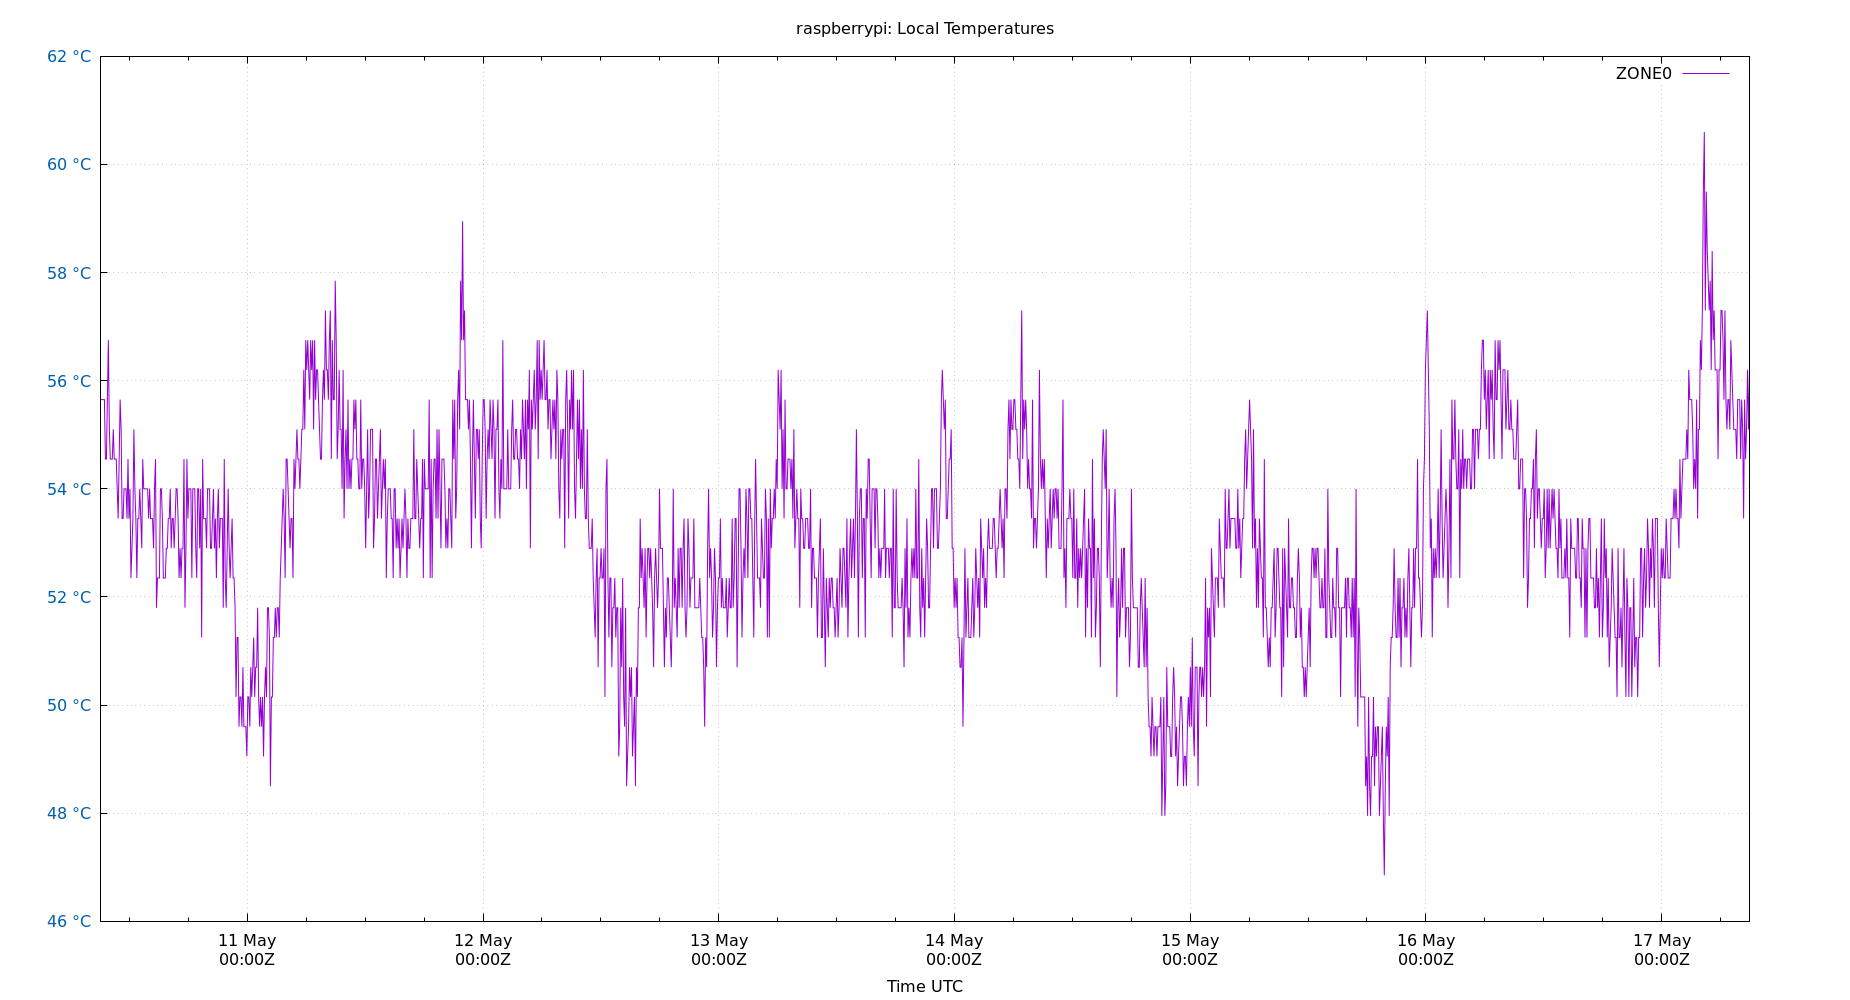 raspberrypi: Local Temperatures
62 °C
ZONE0
60 °C
58 °C
56 °C
54 °C
52 °C
50 °C
48 °C
46 °C
11 May 12 May 13 May 14 May 15 May 16 May 17 May
00:00Z 00:00Z 00:00Z 00:00Z 00:00Z 00:00Z 00:00Z
Time UTC